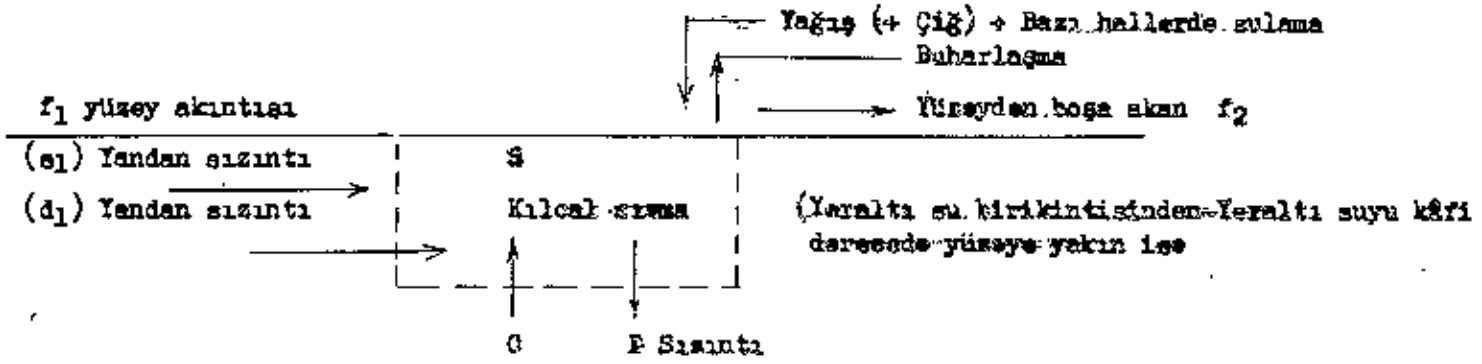 Yağış (+ Çiğ) + Bazı hallerde sulama
Buharlaşma
f1 yüzey akıntısı
Yüzeyden boşa akan f2
(s1) Yandan sızıntı
S
(d1) Yandan sızıntı
Kılcal sızma
(Yeraltı su birikintisinden-Yeraltı suyu kâfi
derecede yüzeye yakın ise
G
P Sızıntı